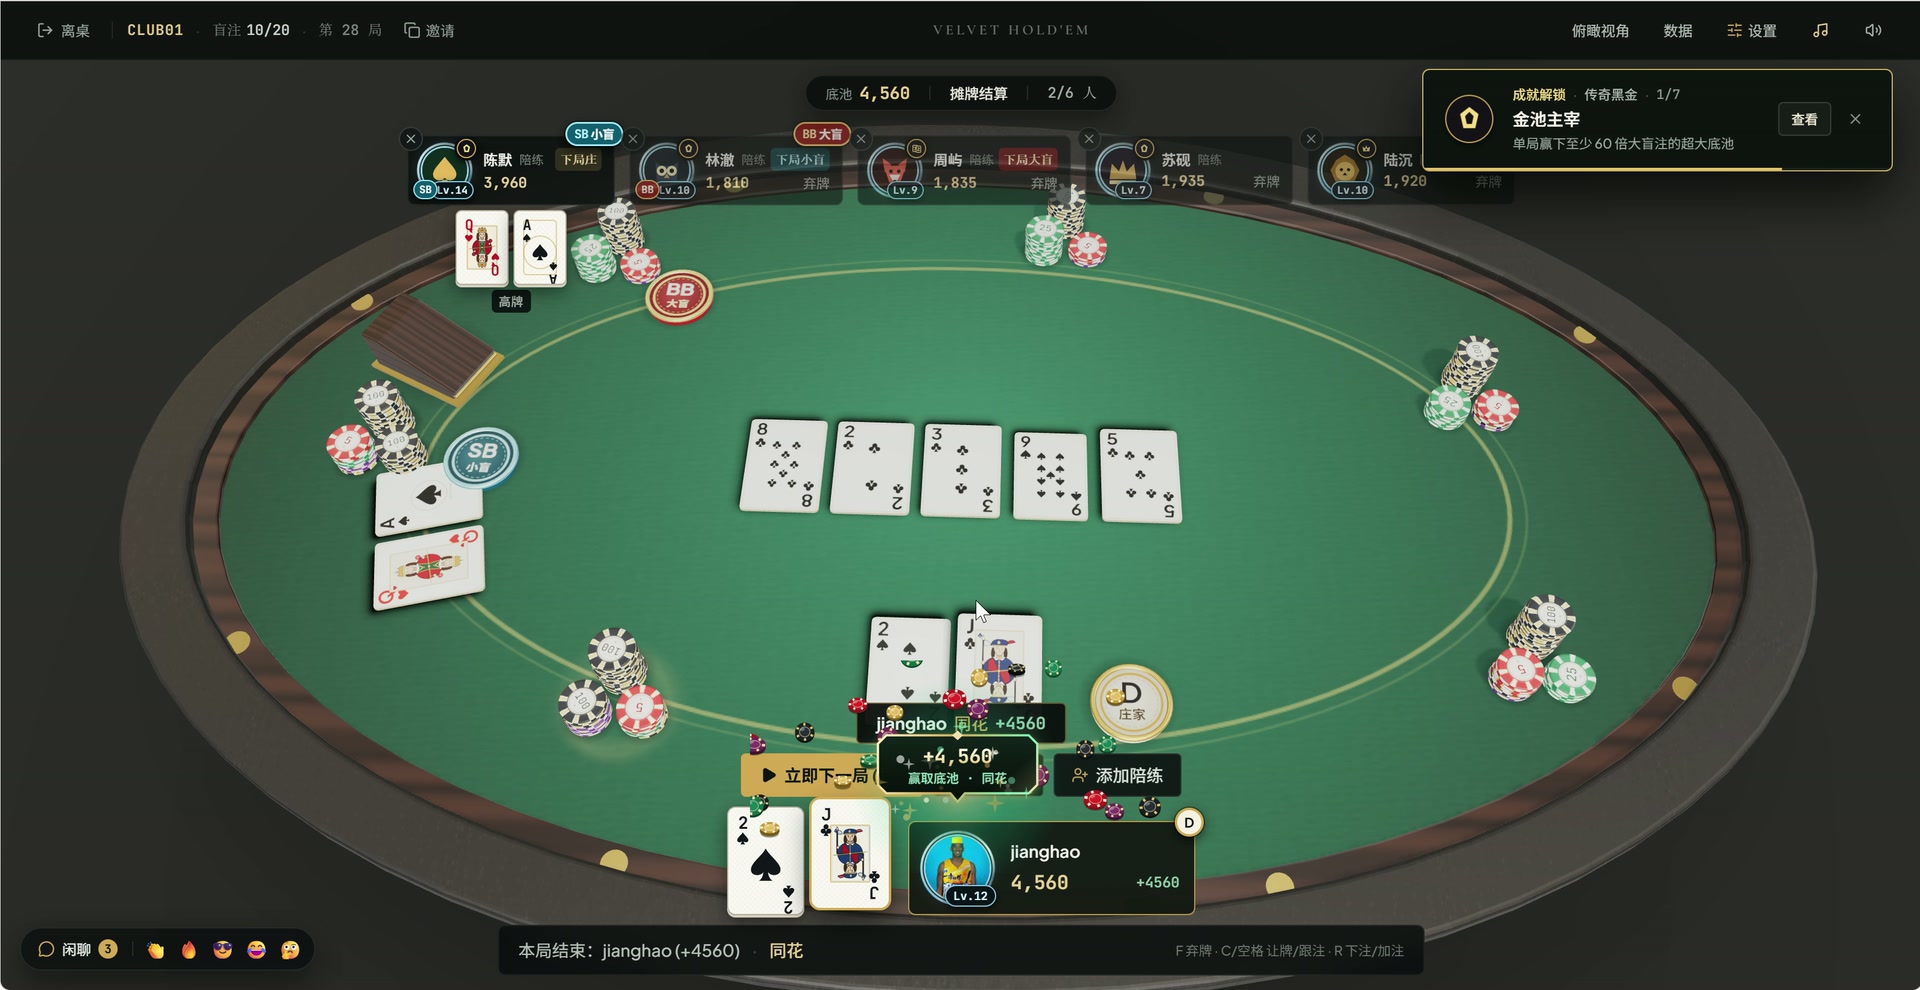 离桌 CLUB01 · 盲注 10/20 · 第 28 局 邀请
VELVET HOLD'EM
俯瞰视角 数据 设置
底池 4,560 摊牌结算 2/6 人
成就解锁 · 传奇黑金 · 1/7
金池主宰
单局赢下至少60倍大盲注的超大底池
查看
SB 小盲
陈默 陪练 下局庄
3,960
SB Lv.14
BB 大盲
林澈 陪练 下局小盲
1,810 弃牌
BB Lv.10
周屿 陪练 下局大盲
1,835 弃牌
Lv.9
苏砚 陪练
1,935 弃牌
Lv.7
陆沉
1,920 弃牌
Lv.10
Q
A
高牌
BB
大盲
SB
小盲
8
2
3
9
5
A
Q
2
J
D
庄家
jianghao 同花 +4560
+4,560
赢取底池 · 同花
立即下一局
添加陪练
2
J
D
jianghao
4,560 +4560
Lv.12
闲聊 3
本局结束：jianghao (+4560) · 同花
F 弃牌 · C/空格 让牌/跟注 · R 下注/加注